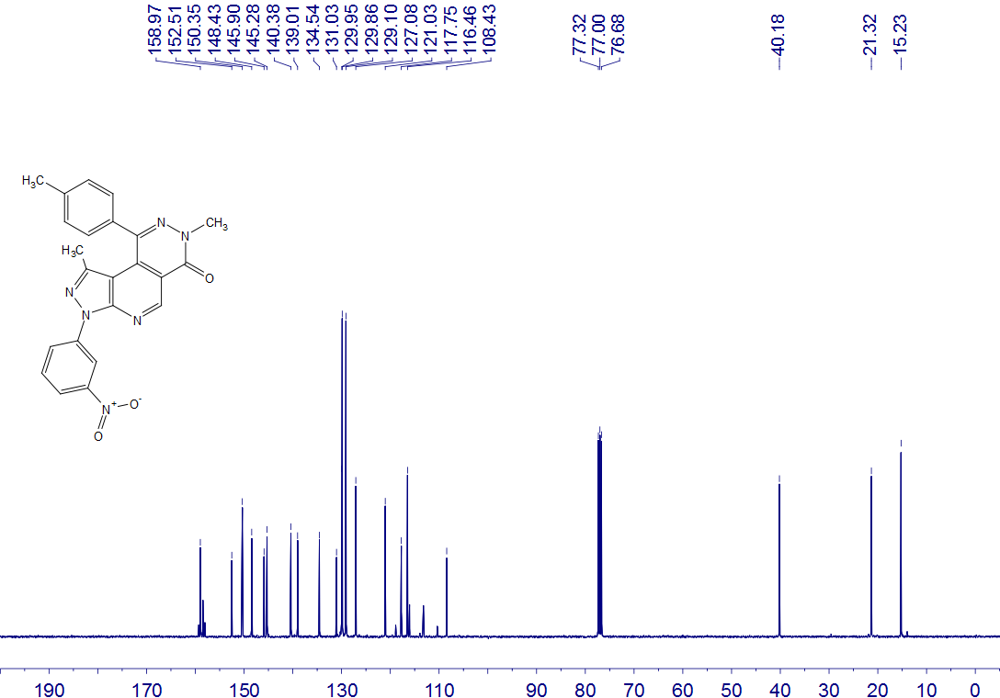 158.97
152.51
150.35
148.43
145.90
145.28
140.38
139.01
134.54
131.03
129.95
129.86
129.10
127.08
121.03
117.75
116.46
108.43
77.32
77.00
76.68
40.18
21.32
15.23
H3C
N
N
CH3
O
H3C
N
N
N
N+
O-
O
190 170 150 130 110 90 80 70 60 50 40 30 20 10 0